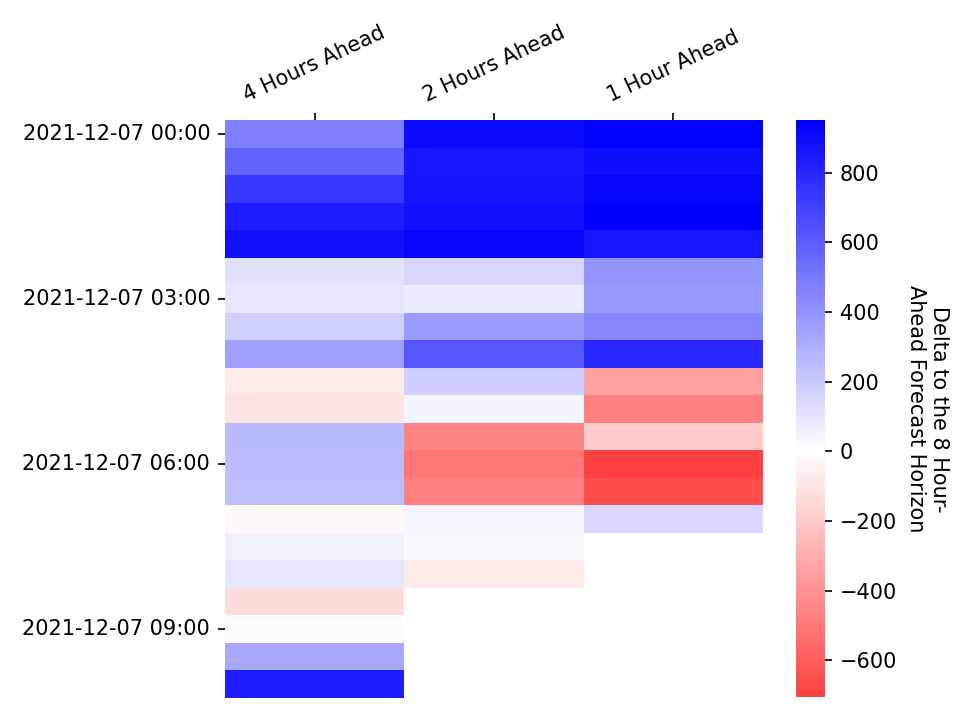 4 Hours Ahead
2 Hours Ahead
1 Hour Ahead
2021-12-07 00:00
2021-12-07 03:00
2021-12-07 06:00
2021-12-07 09:00
800
600
400
200
0
−200
−400
−600
Delta to the 8 Hour-
Ahead Forecast Horizon